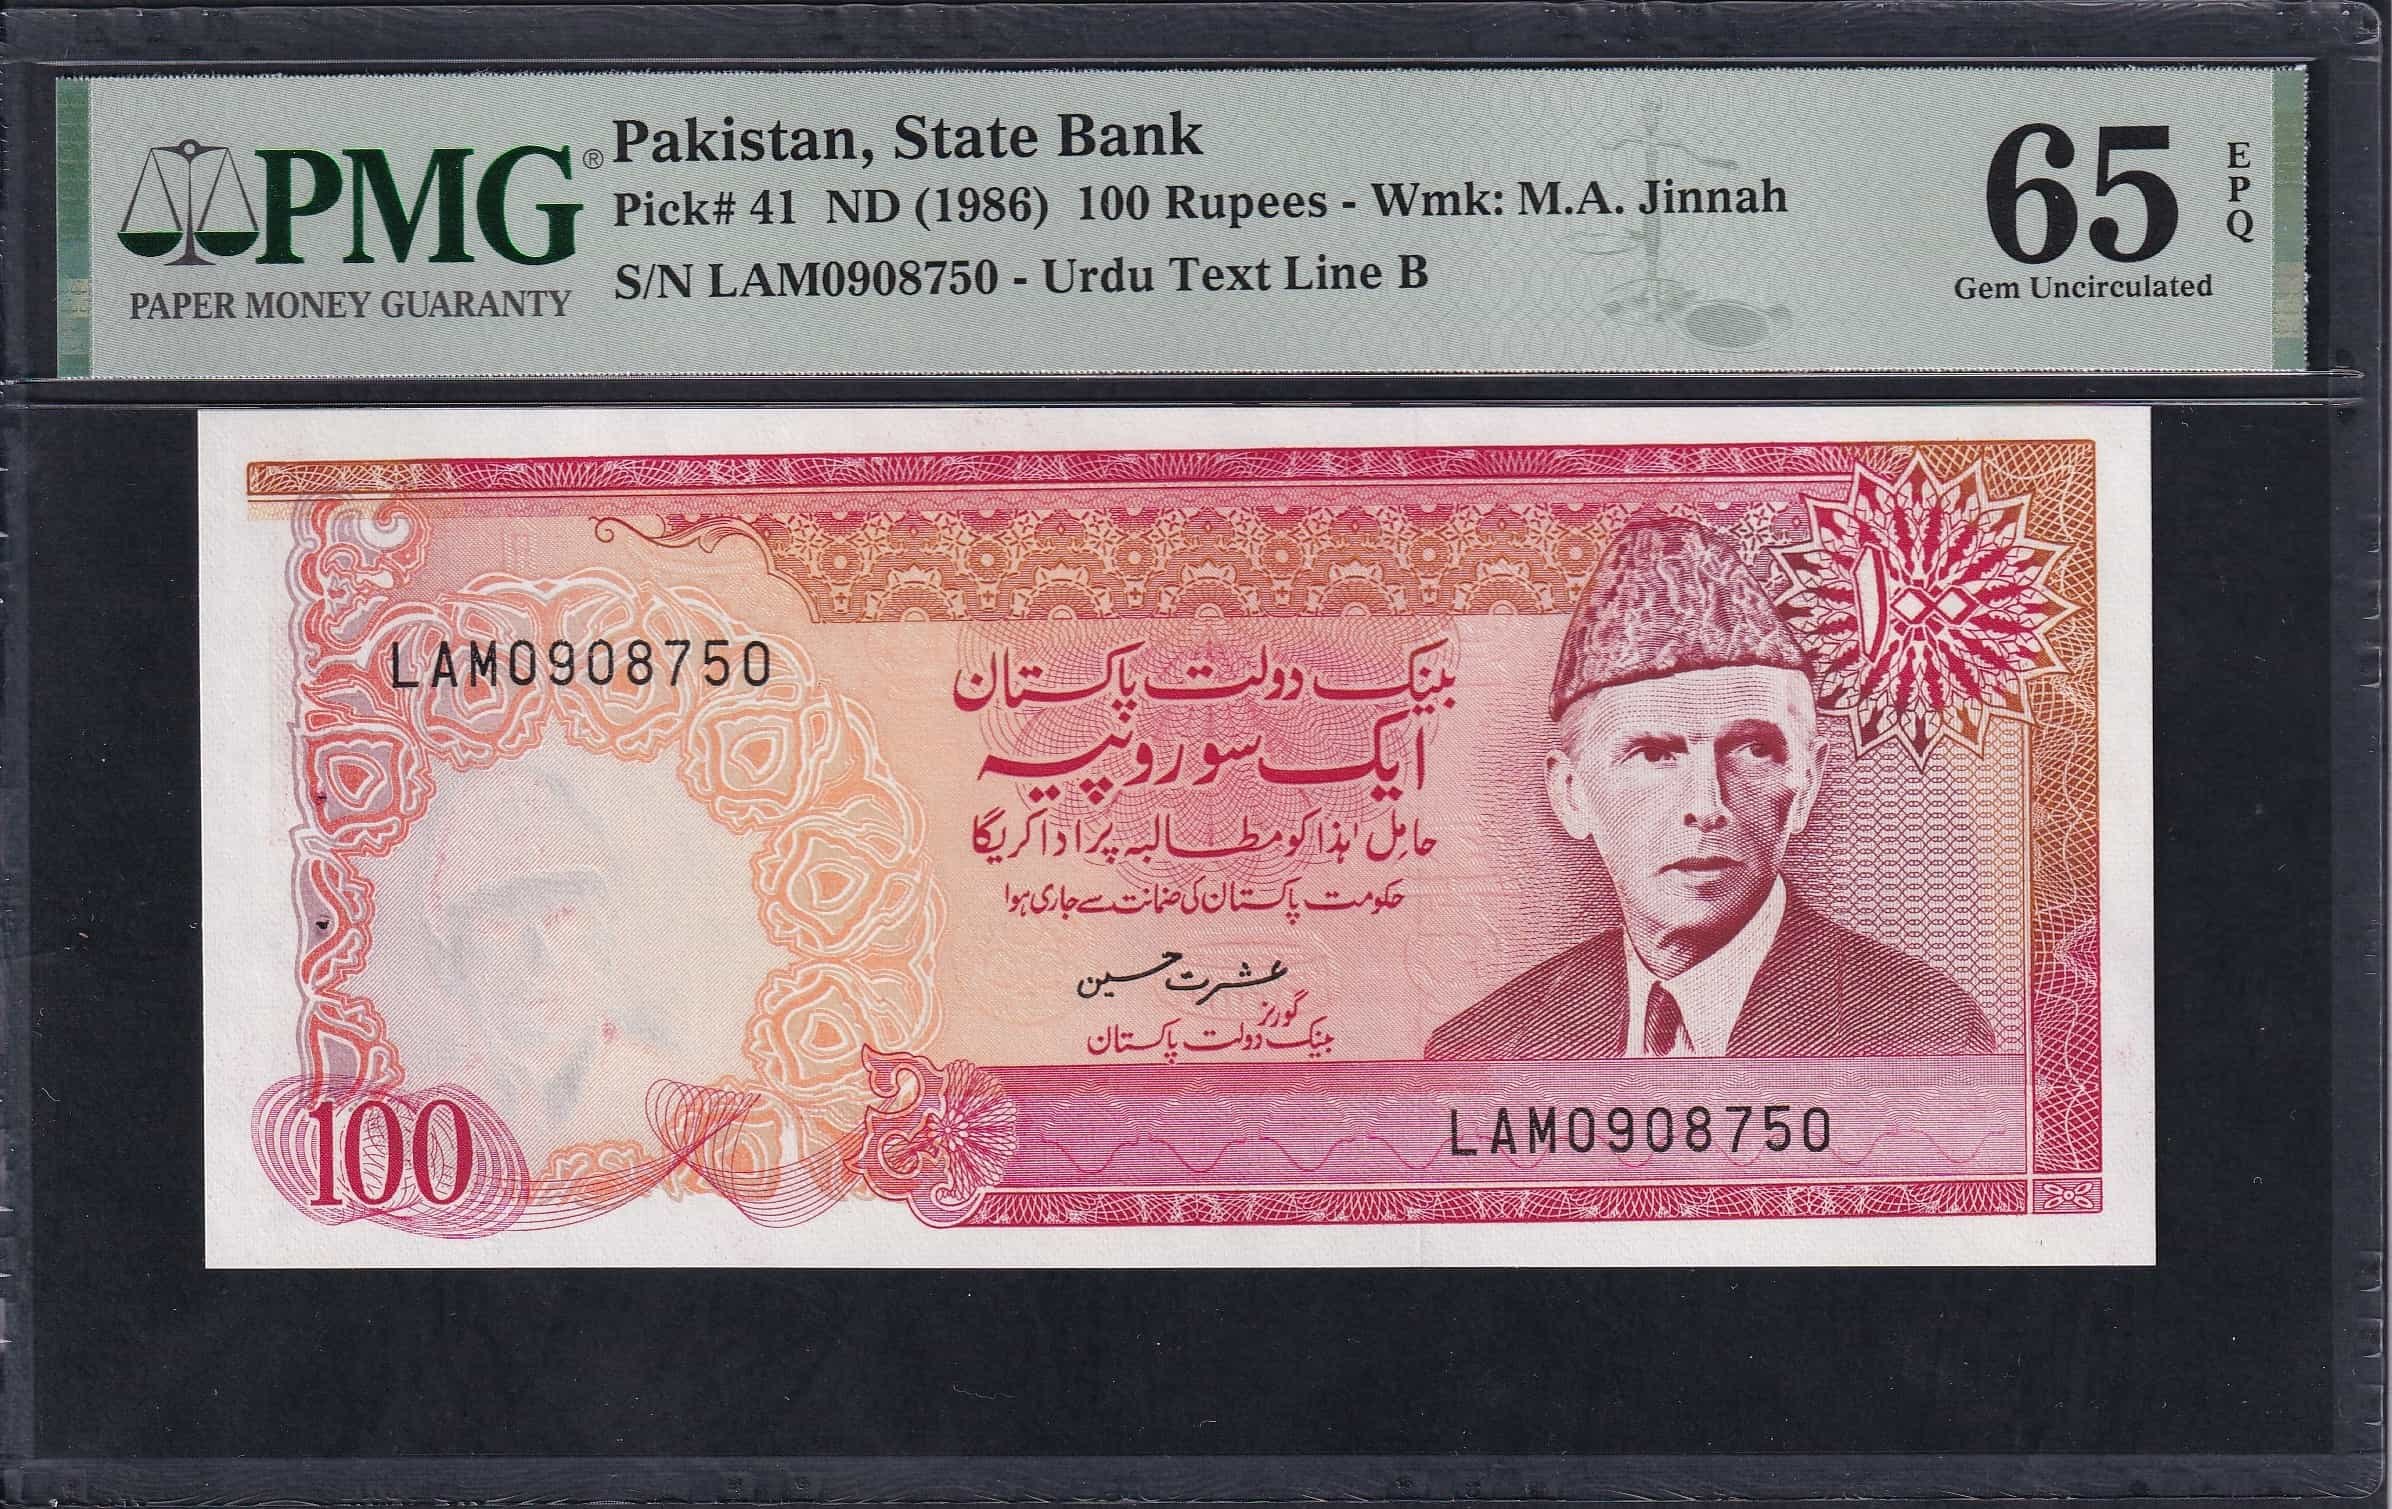 PMG®
PAPER MONEY GUARANTY
Pakistan, State Bank
Pick# 41 ND (1986) 100 Rupees - Wmk: M.A. Jinnah
S/N LAM0908750 - Urdu Text Line B
65
EPQ
Gem Uncirculated
۱۰۰
LAM0908750
بینک دولت پاکستان
ایک سو روپیہ
حامل ہٰذا کو مطالبہ پر ادا کریگا
حکومت پاکستان کی ضمانت سے جاری ہوا
عشرت حسین
گورنر
بینک دولت پاکستان
100
LAM0908750